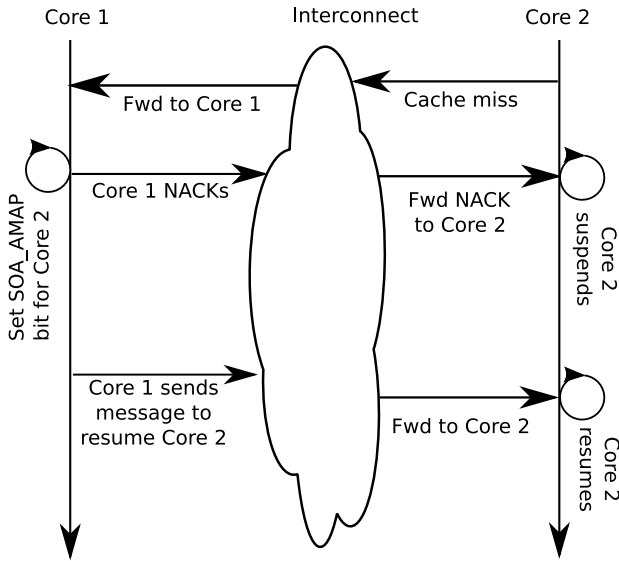 Core 1
Interconnect
Core 2
Fwd to Core 1
Cache miss
Core 1 NACKs
Fwd NACK
to Core 2
Set SOA_AMAP
bit for Core 2
Core 2
suspends
Core 1 sends
message to
resume Core 2
Fwd to Core 2
Core 2
resumes